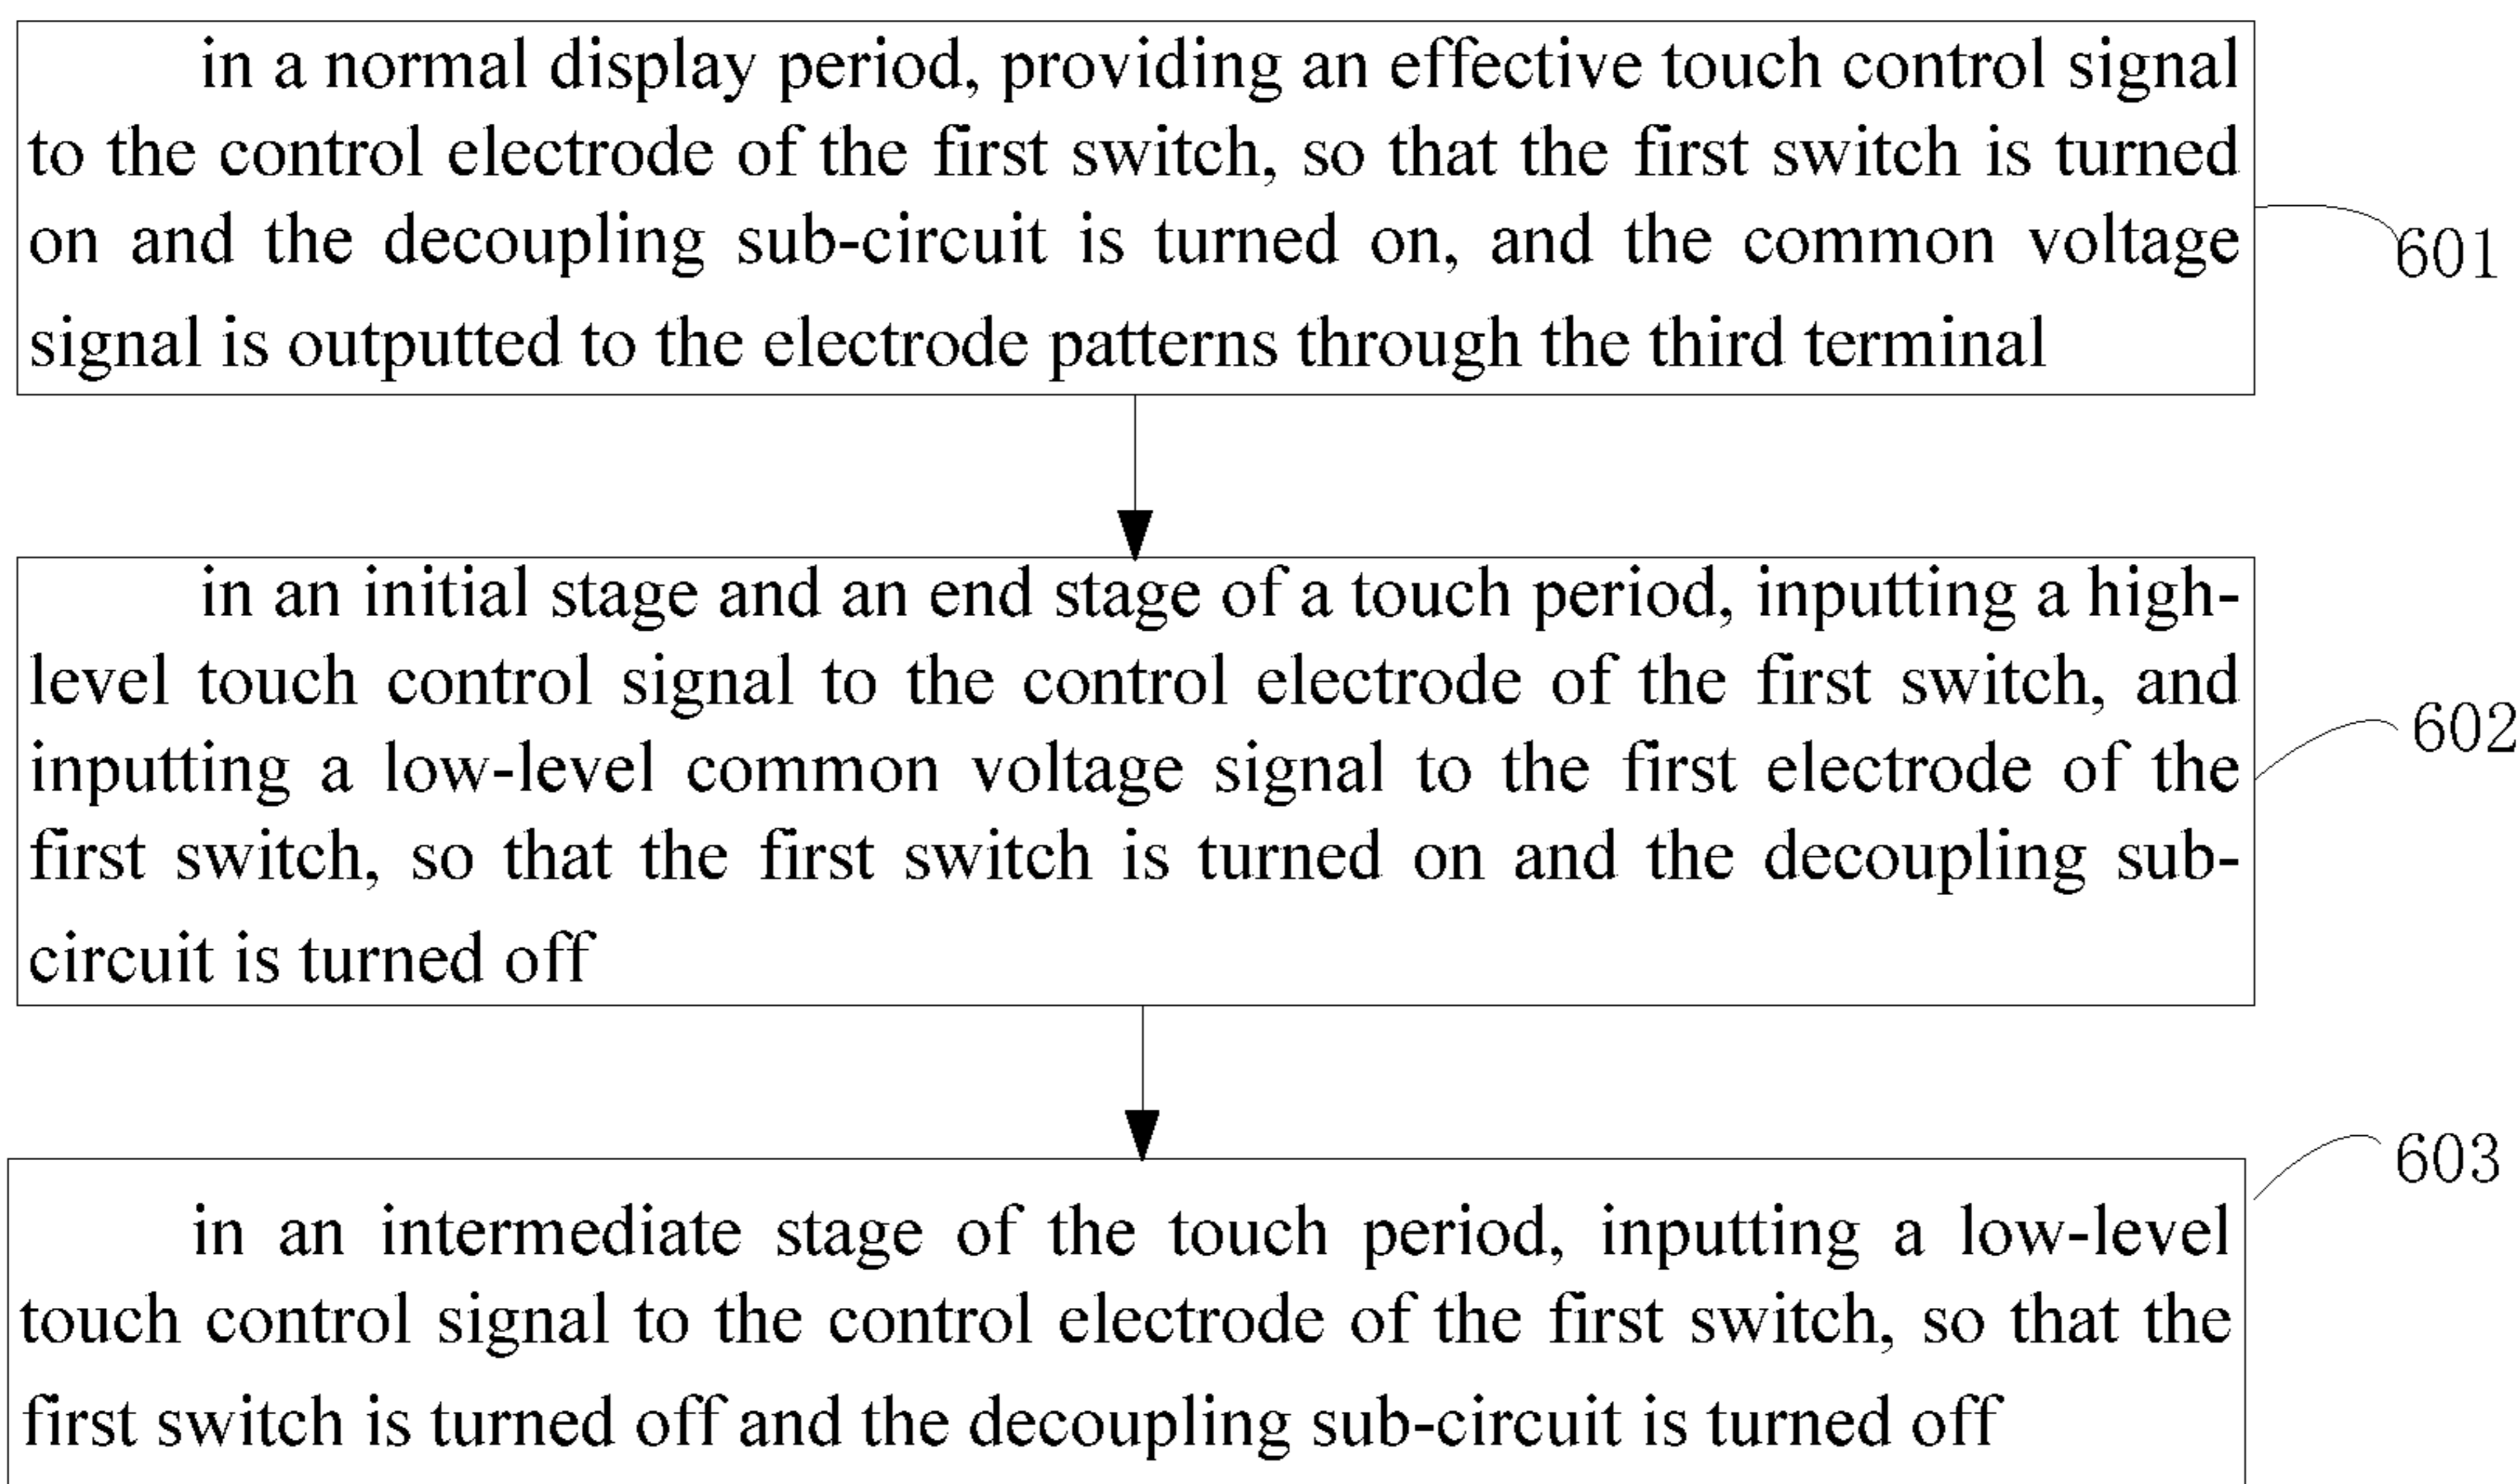 in a normal display period, providing an effective touch control signal
to the control electrode of the first switch, so that the first switch is turned
on and the decoupling sub-circuit is turned on, and the common voltage
signal is outputted to the electrode patterns through the third terminal
601
in an initial stage and an end stage of a touch period, inputting a high-
level touch control signal to the control electrode of the first switch, and
inputting a low-level common voltage signal to the first electrode of the
first switch, so that the first switch is turned on and the decoupling sub-
circuit is turned off
602
in an intermediate stage of the touch period, inputting a low-level
touch control signal to the control electrode of the first switch, so that the
first switch is turned off and the decoupling sub-circuit is turned off
603